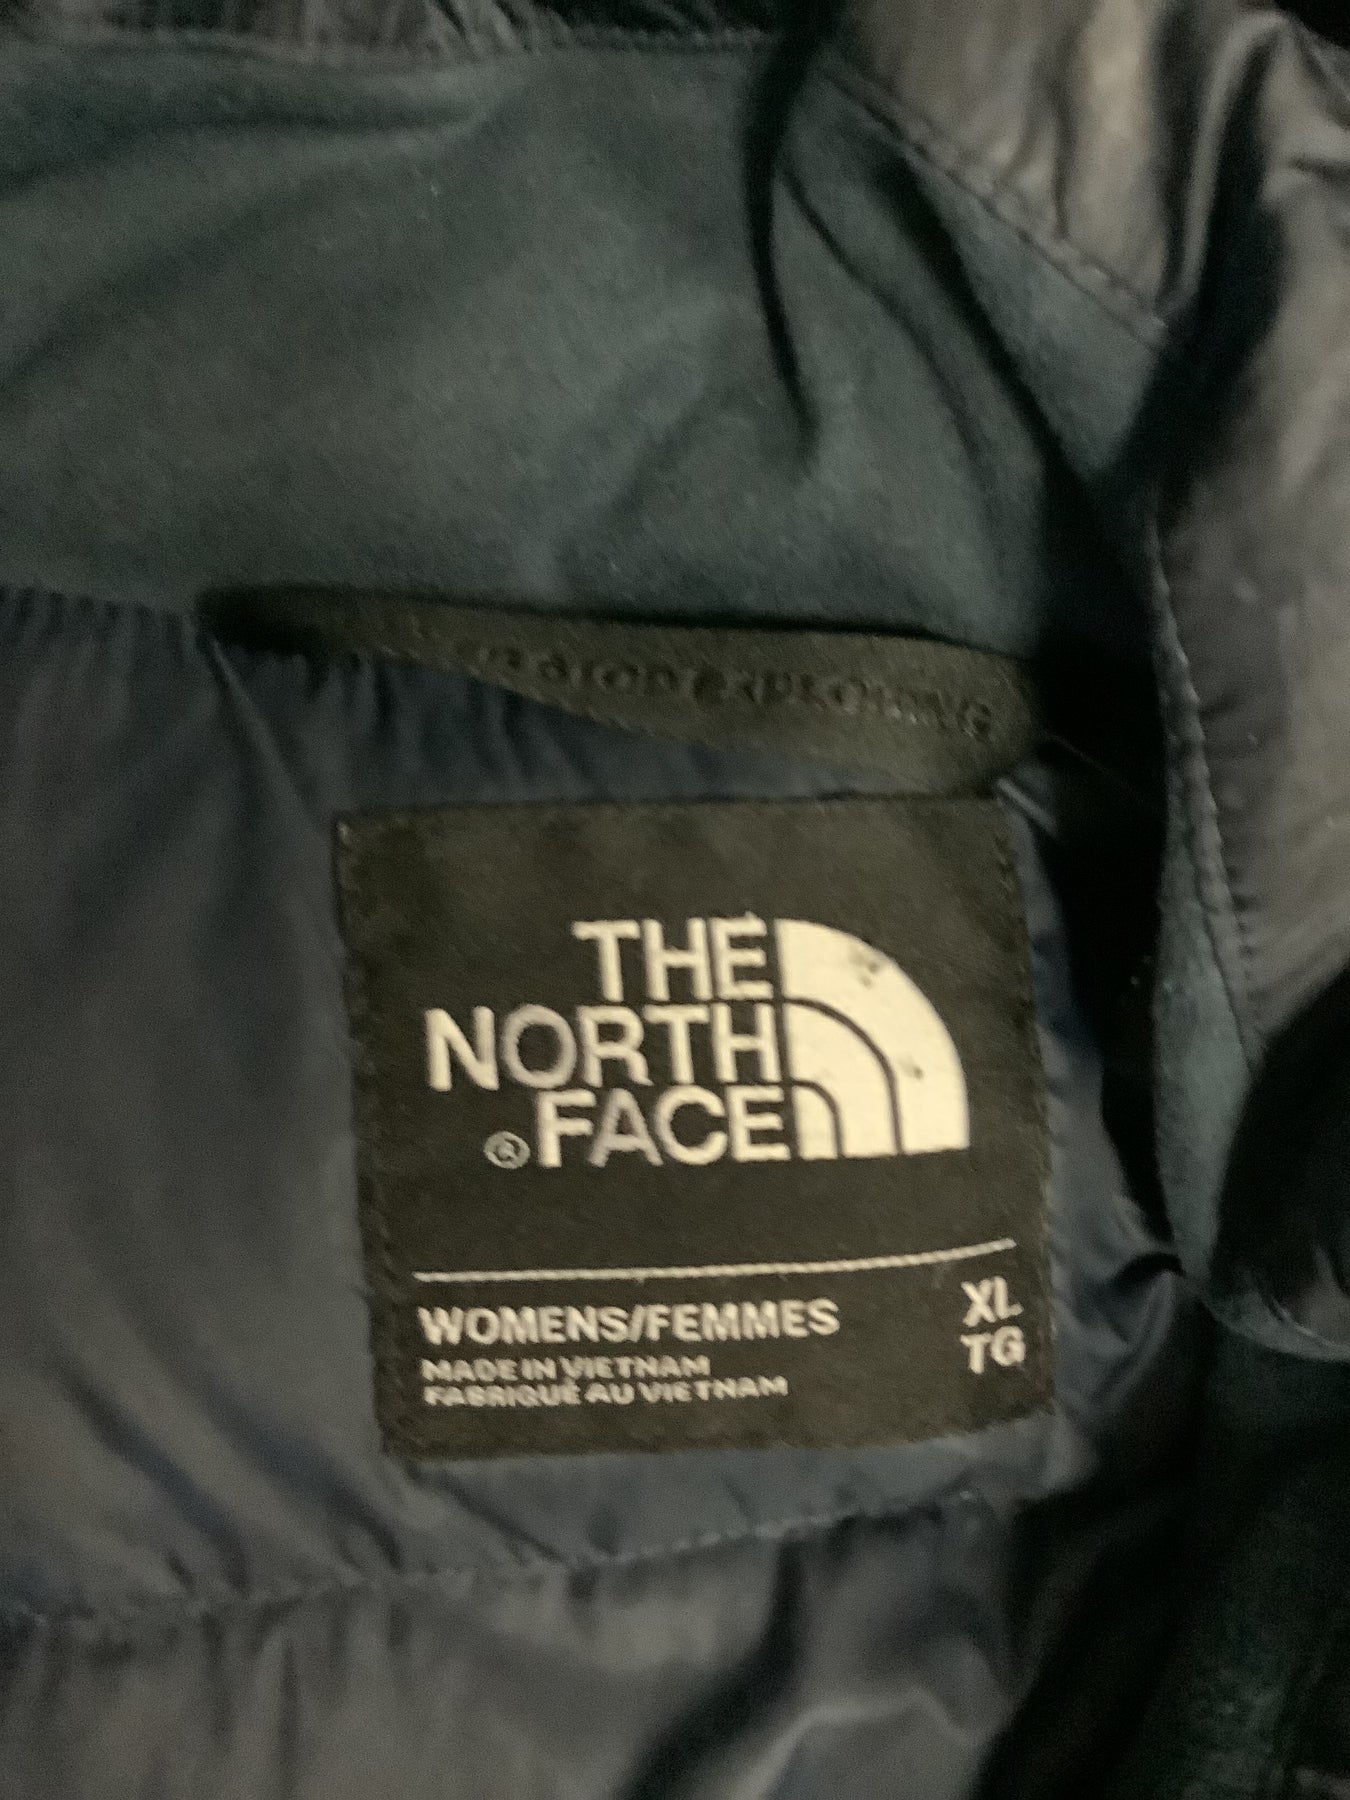 THE
NORTH
®FACE
WOMENS/FEMMES XL
TG
MADE IN VIETNAM
FABRIQUÉ AU VIETNAM